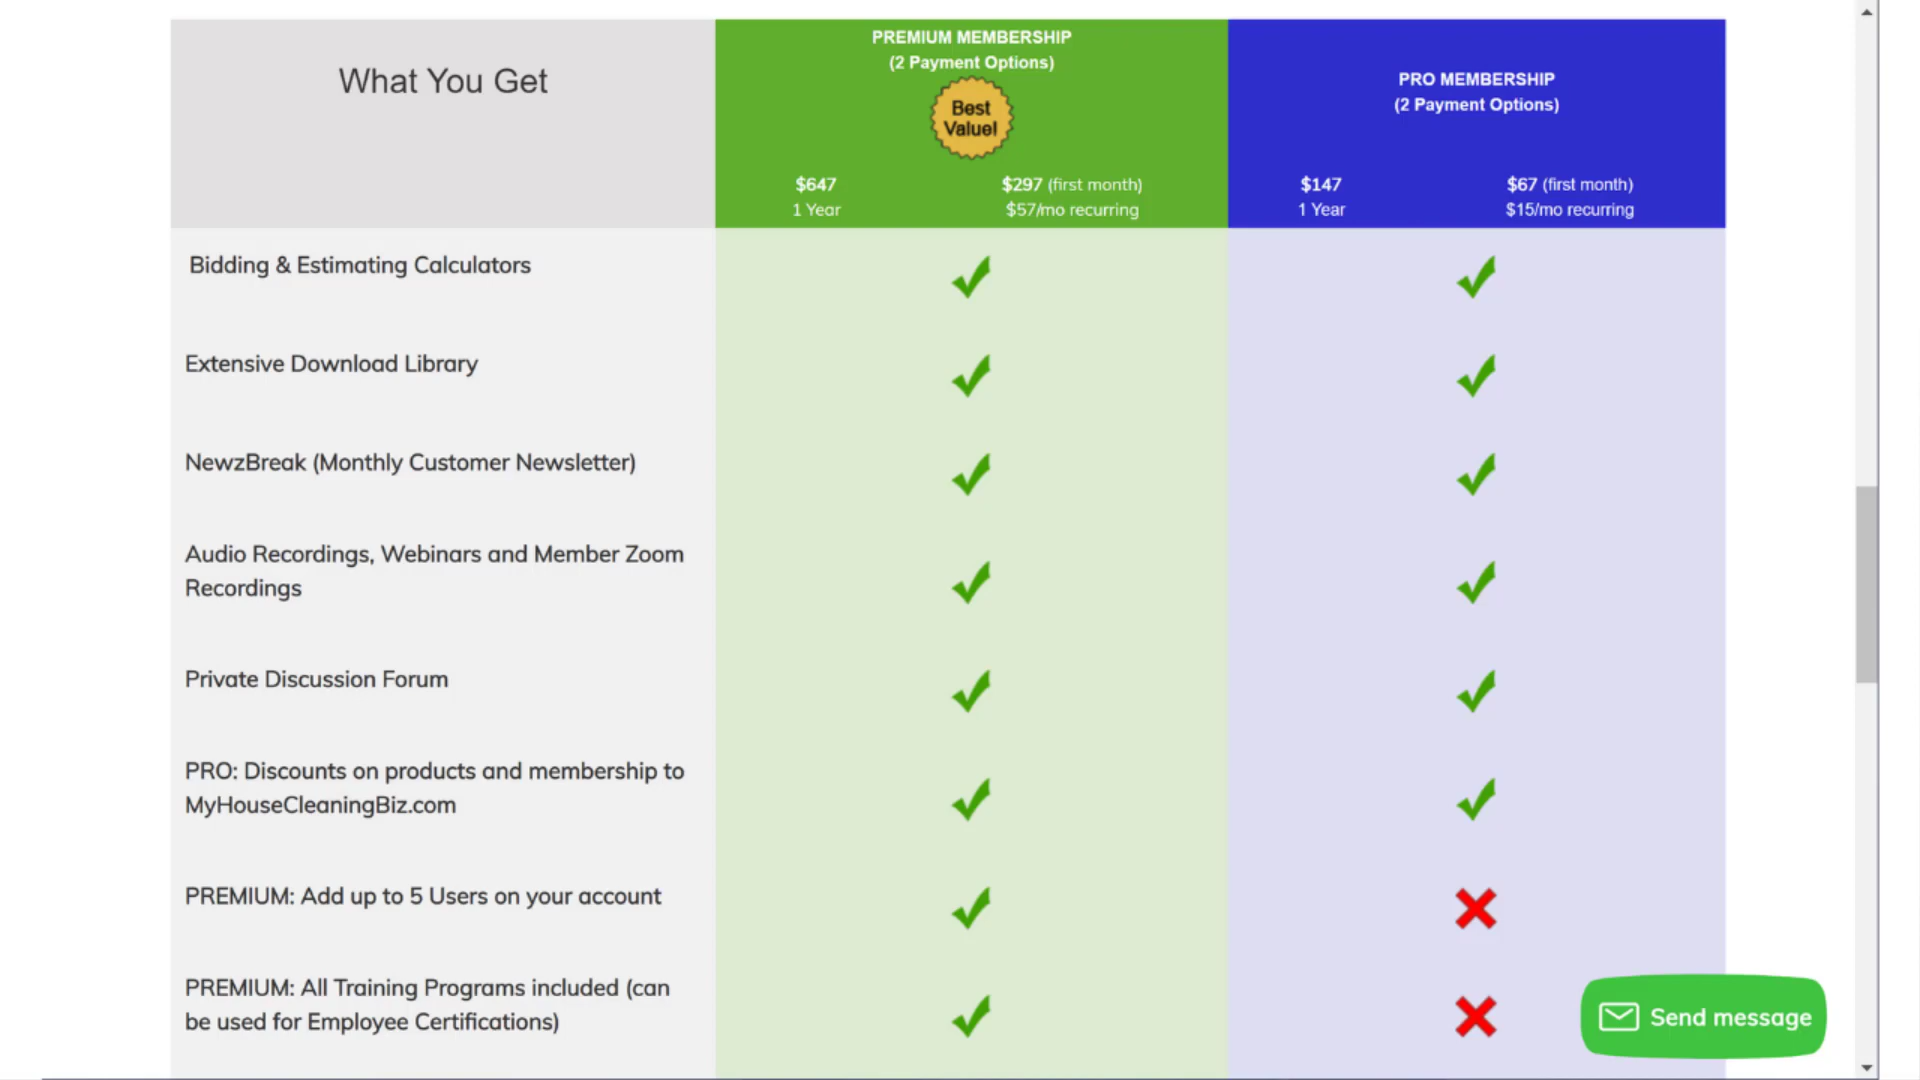 What You Get
PREMIUM MEMBERSHIP
(2 Payment Options)
Best
Value!
$647
1 Year
$297 (first month)
$57/mo recurring
PRO MEMBERSHIP
(2 Payment Options)
$147
1 Year
$67 (first month)
$15/mo recurring
Bidding & Estimating Calculators
Extensive Download Library
NewzBreak (Monthly Customer Newsletter)
Audio Recordings, Webinars and Member Zoom
Recordings
Private Discussion Forum
PRO: Discounts on products and membership to
MyHouseCleaningBiz.com
PREMIUM: Add up to 5 Users on your account
PREMIUM: All Training Programs included (can
be used for Employee Certifications)
Send message